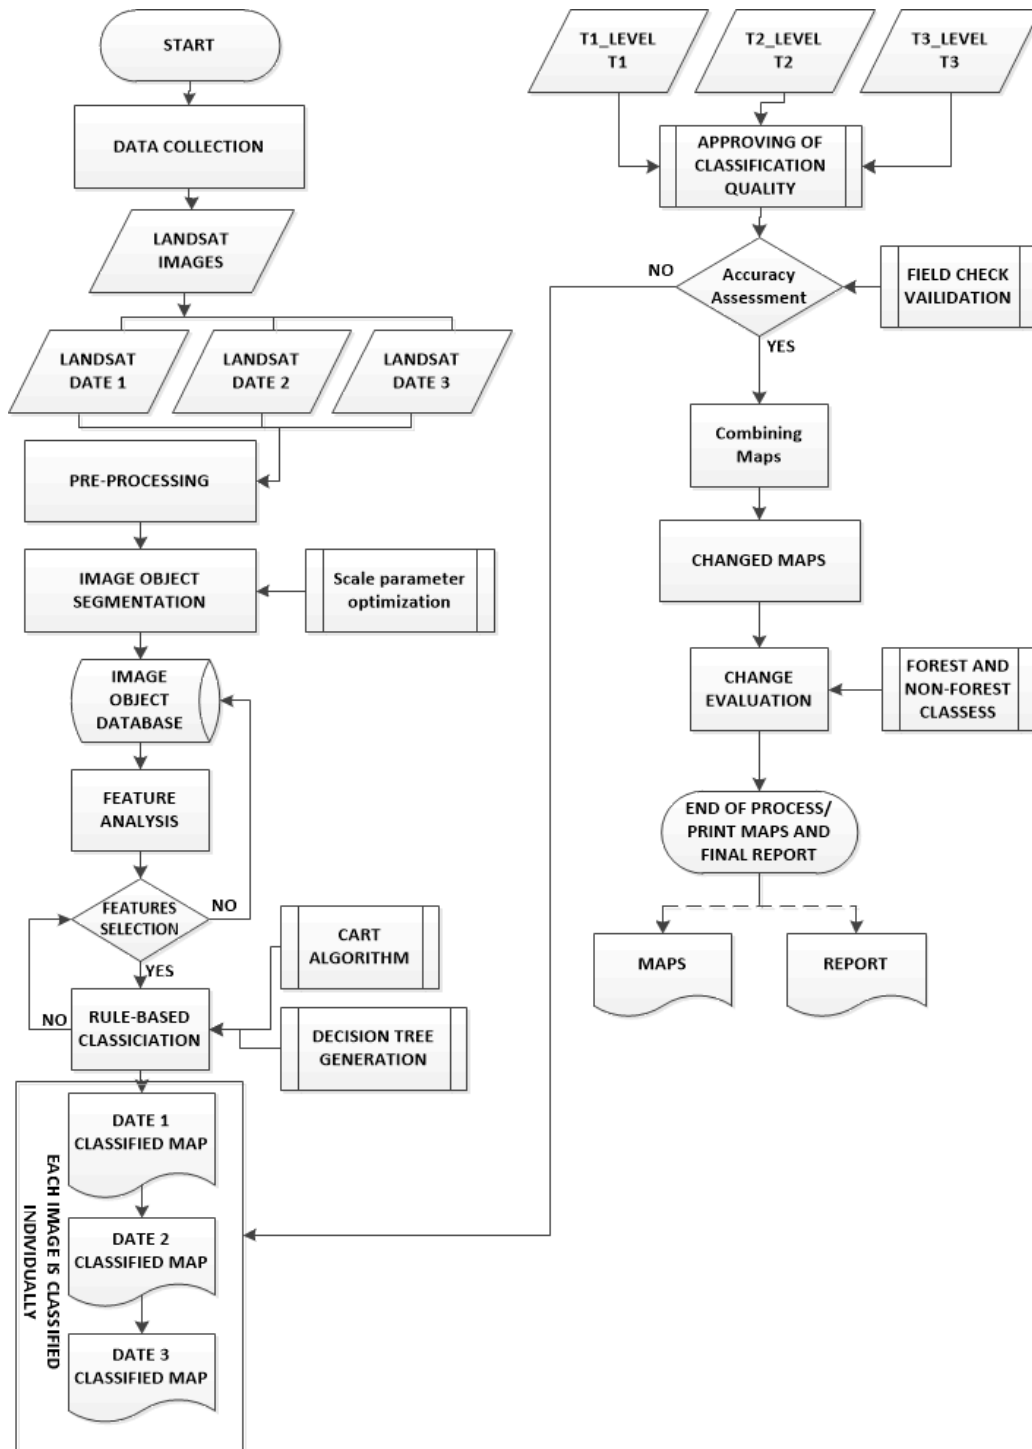 START
DATA COLLECTION
LANDSAT
IMAGES
LANDSAT
DATE 1
LANDSAT
DATE 2
LANDSAT
DATE 3
PRE-PROCESSING
IMAGE OBJECT
SEGMENTATION
Scale parameter
optimization
IMAGE
OBJECT
DATABASE
FEATURE
ANALYSIS
FEATURES
SELECTION
NO
YES
CART
ALGORITHM
NO
RULE-BASED
CLASSICIATION
DECISION TREE
GENERATION
EACH IMAGE IS CLASSIFIED
INDIVIDUALLY
DATE 1
CLASSIFIED MAP
DATE 2
CLASSIFIED MAP
DATE 3
CLASSIFIED MAP
T1_LEVEL
T1
T2_LEVEL
T2
T3_LEVEL
T3
APPROVING OF
CLASSIFICATION
QUALITY
NO
Accuracy
Assessment
FIELD CHECK
VAILIDATION
YES
Combining
Maps
CHANGED MAPS
CHANGE
EVALUATION
FOREST AND
NON-FOREST
CLASSESS
END OF PROCESS/
PRINT MAPS AND
FINAL REPORT
MAPS
REPORT